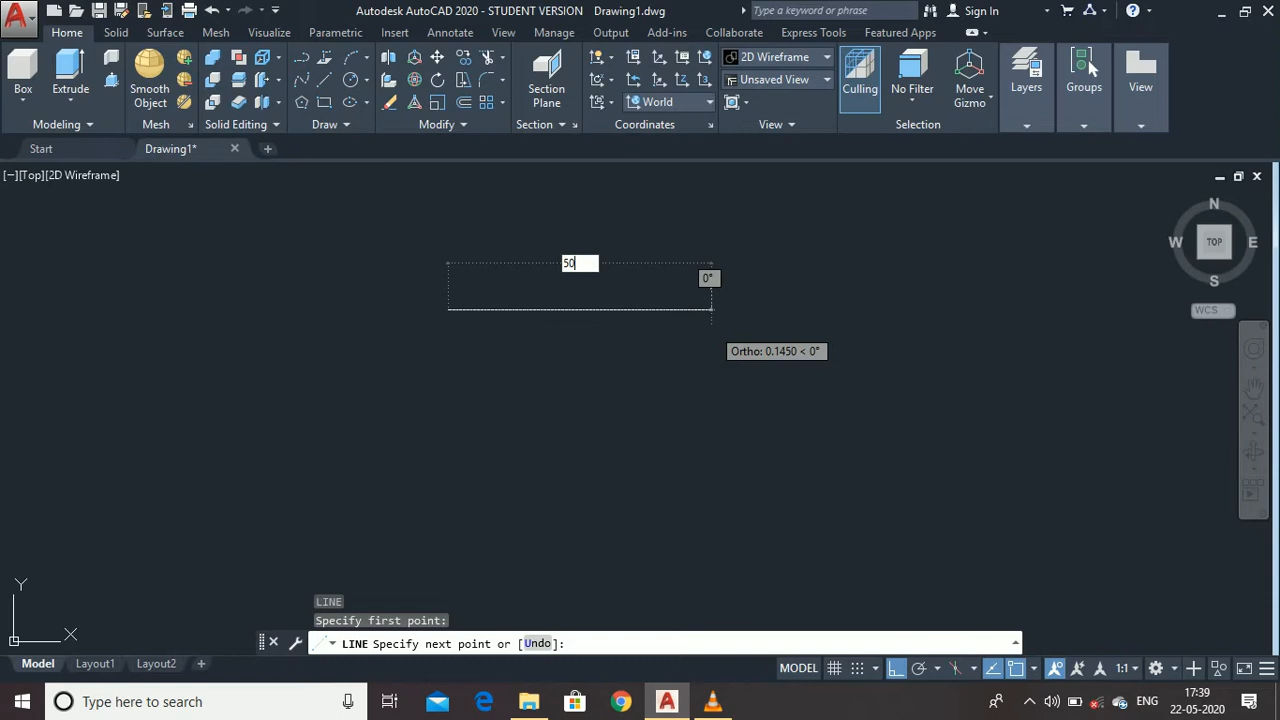 Autodesk AutoCAD 2020 - STUDENT VERSION Drawing1.dwg
Type a keyword or phrase
Sign In
Home Solid Surface Mesh Visualize Parametric Insert Annotate View Manage Output Add-ins Collaborate Express Tools Featured Apps
Box
Extrude
Smooth Object
Section Plane
World
2D Wireframe
Unsaved View
Culling
No Filter
Move Gizmo
Layers
Groups
View
Modeling
Mesh
Solid Editing
Draw
Modify
Section
Coordinates
View
Selection
Start
Drawing1*
[−][Top][2D Wireframe]
N
W TOP E
S
WCS
50
0°
Ortho: 0.1450 < 0°
Y
X
LINE
Specify first point:
LINE Specify next point or [Undo]:
Model Layout1 Layout2
MODEL
1:1
Type here to search
ENG
17:39
22-05-2020